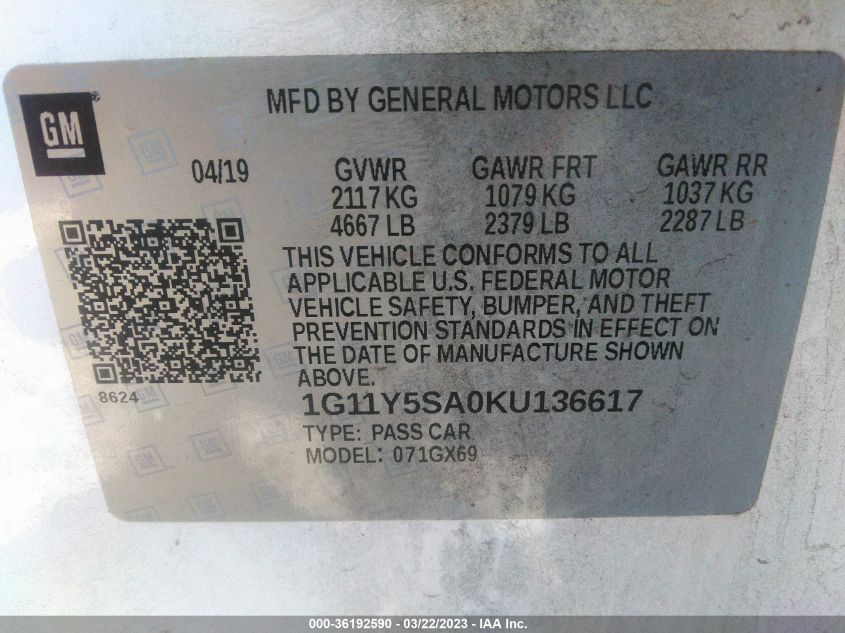 GM®
MFD BY GENERAL MOTORS LLC
04/19 GVWR GAWR FRT GAWR RR
2117 KG 1079 KG 1037 KG
4667 LB 2379 LB 2287 LB
THIS VEHICLE CONFORMS TO ALL
APPLICABLE U.S. FEDERAL MOTOR
VEHICLE SAFETY, BUMPER, AND THEFT
PREVENTION STANDARDS IN EFFECT ON
THE DATE OF MANUFACTURE SHOWN
ABOVE.
8624
1G11Y5SA0KU136617
TYPE: PASS CAR
MODEL: 071GX69
000-36192590 - 03/22/2023 - IAA Inc.